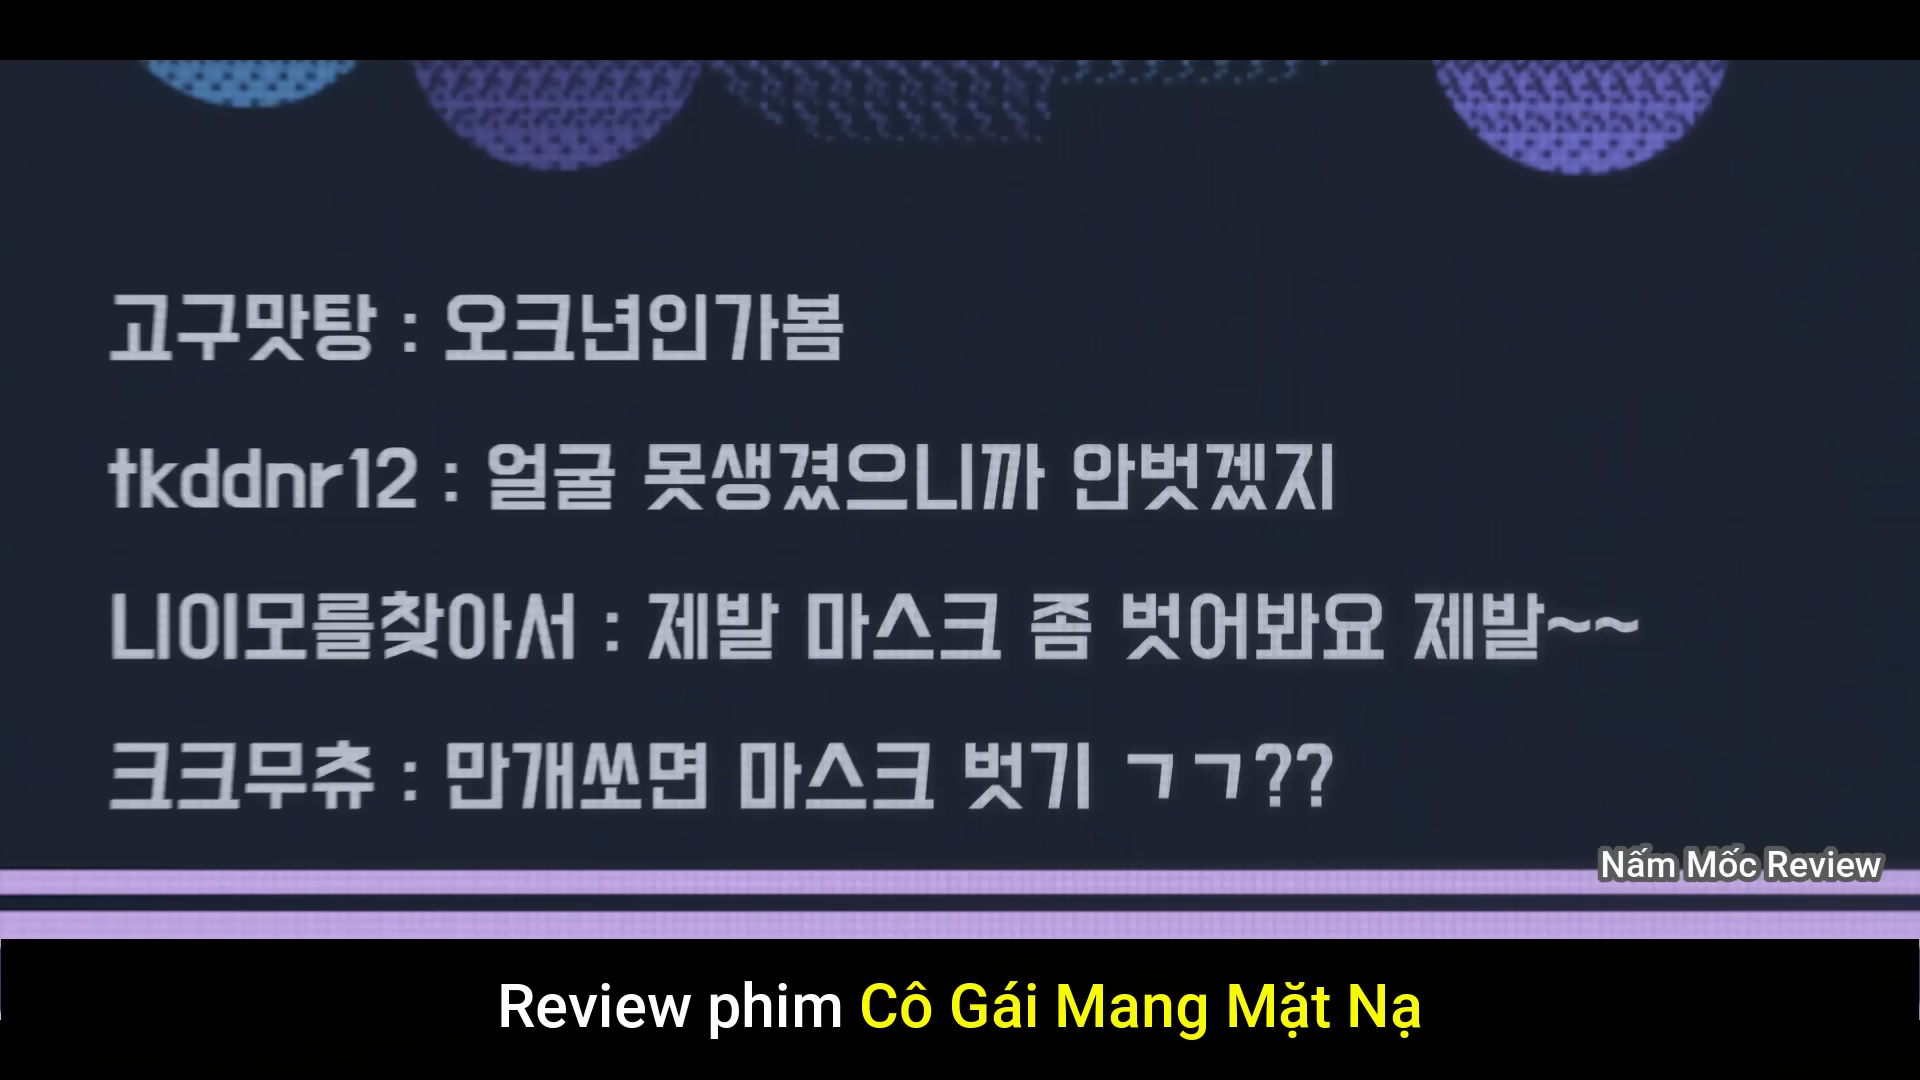 고구맛탕 : 오크년인가봄
tkddnr12 : 얼굴 못생겼으니까 안벗겠지
니이모를찾아서 : 제발 마스크 좀 벗어봐요 제발~~
크크무츄 : 만개쏘면 마스크 벗기 ㄱㄱ??
Nấm Mốc Review
Review phim Cô Gái Mang Mặt Nạ